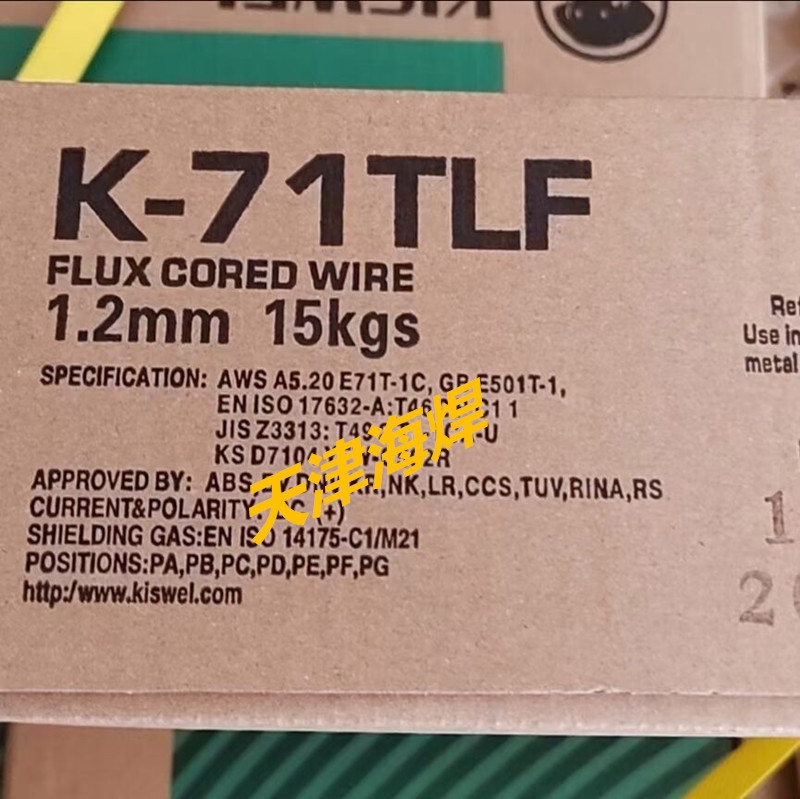 KISWEL
K-71TLF
FLUX CORED WIRE
1.2mm 15kgs
SPECIFICATION: AWS A5.20 E71T-1C, GB E501T-1,
EN ISO 17632-A:
JIS Z3313:
KS D7104
APPROVED BY: ABS, NK,LR,CCS,TUV,RINA,RS
CURRENT&POLARITY: (+)
SHIELDING GAS:EN ISO 14175-C1/M21
POSITIONS:PA,PB,PC,PD,PE,PF,PG
http:/www.kiswel.com
Use in
metal
天津海焊